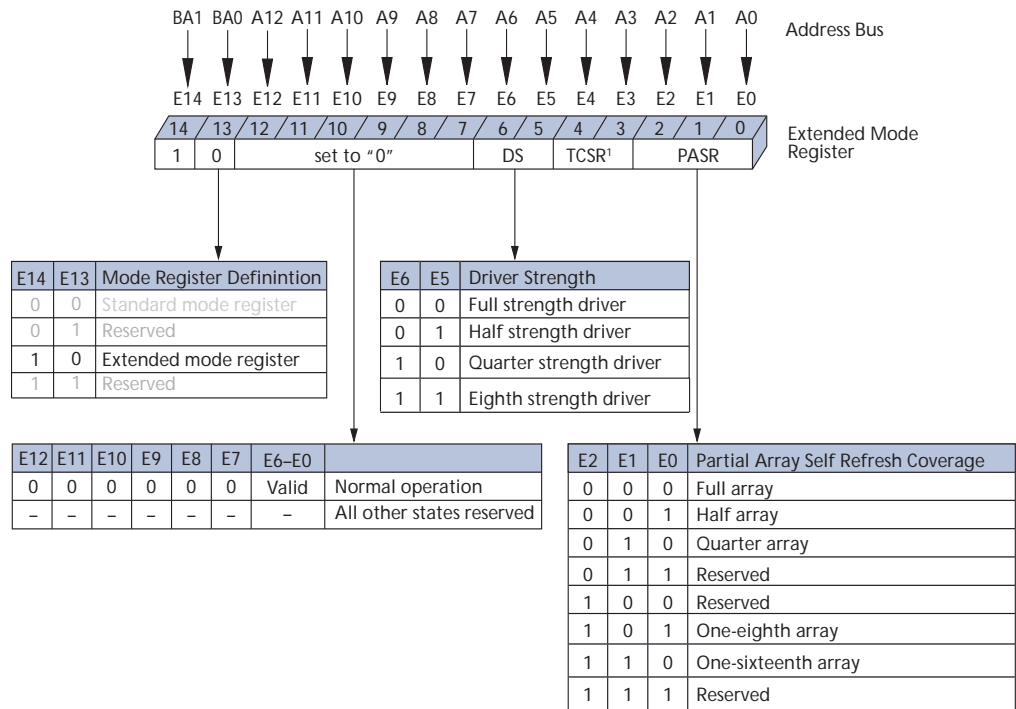 BA1 BA0 A12 A11 A10 A9 A8 A7 A6 A5 A4 A3 A2 A1 A0
Address Bus
E14 E13 E12 E11 E10 E9 E8 E7 E6 E5 E4 E3 E2 E1 E0
14 13 12 11 10 9 8 7 6 5 4 3 2 1 0
Extended Mode
Register
1 0 set to "0" DS TCSR¹ PASR
E14 E13 Mode Register Definintion
0 0 Standard mode register
0 1 Reserved
1 0 Extended mode register
1 1 Reserved
E6 E5 Driver Strength
0 0 Full strength driver
0 1 Half strength driver
1 0 Quarter strength driver
1 1 Eighth strength driver
E12 E11 E10 E9 E8 E7 E6–E0
0 0 0 0 0 0 Valid Normal operation
– – – – – – – All other states reserved
E2 E1 E0 Partial Array Self Refresh Coverage
0 0 0 Full array
0 0 1 Half array
0 1 0 Quarter array
0 1 1 Reserved
1 0 0 Reserved
1 0 1 One-eighth array
1 1 0 One-sixteenth array
1 1 1 Reserved